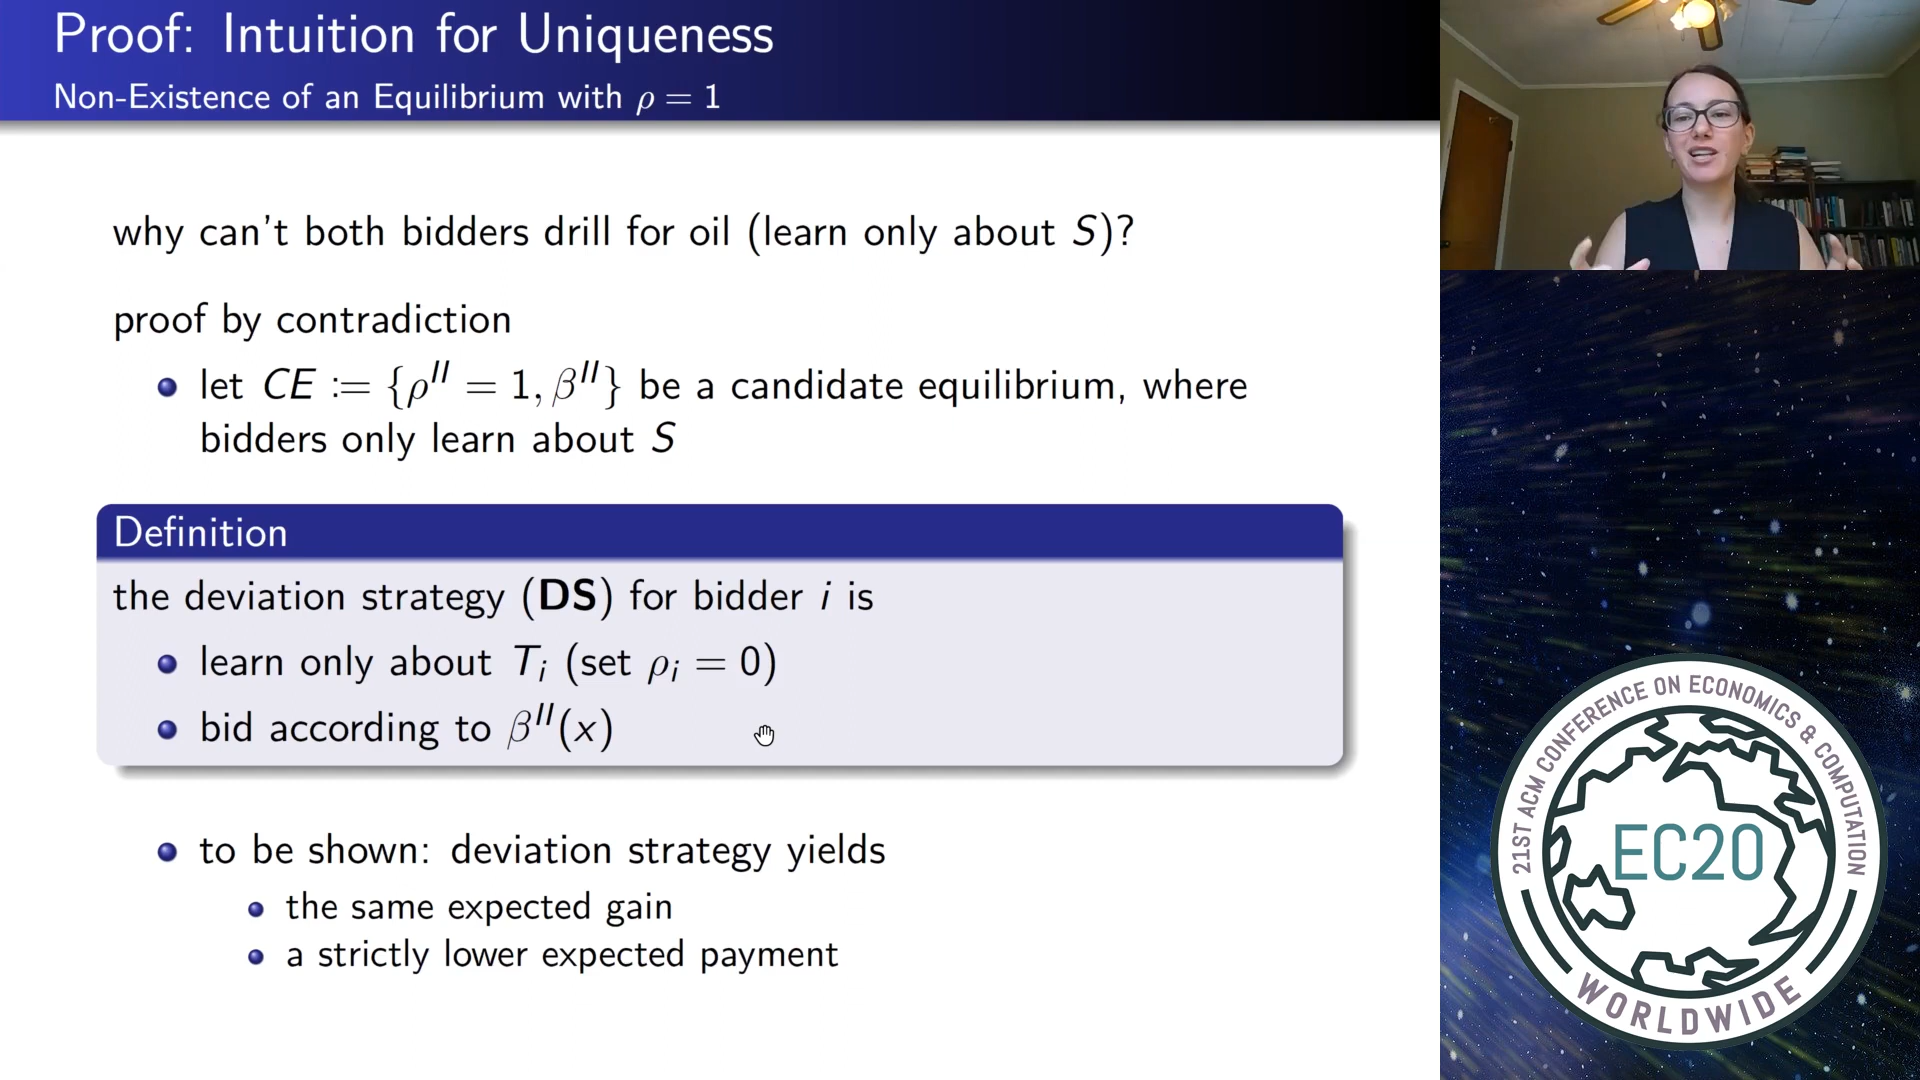 Proof: Intuition for Uniqueness
Non-Existence of an Equilibrium with ρ = 1
why can't both bidders drill for oil (learn only about S)?
proof by contradiction
let CE := {ρ^II = 1, β^II} be a candidate equilibrium, where
bidders only learn about S
Definition
the deviation strategy (DS) for bidder i is
learn only about T_i (set ρ_i = 0)
bid according to β^II(x)
to be shown: deviation strategy yields
the same expected gain
a strictly lower expected payment
21ST ACM CONFERENCE ON ECONOMICS & COMPUTATION
EC20
WORLDWIDE